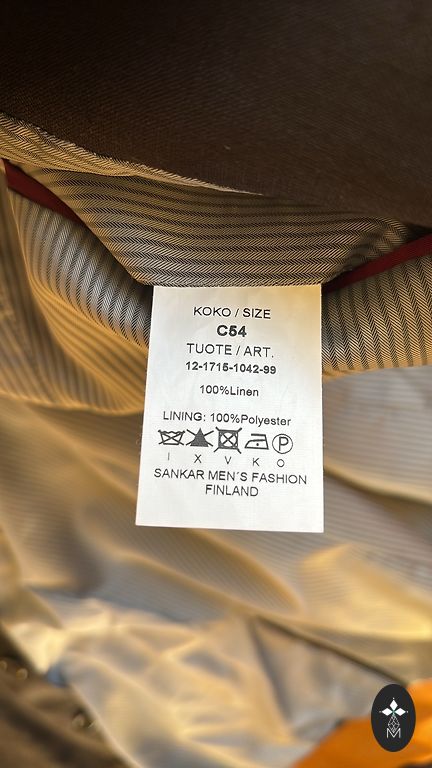 KOKO / SIZE
C54
TUOTE / ART.
12-1715-1042-99
100%Linen
LINING: 100%Polyester
P
I X V K O
SANKAR MEN´S FASHION
FINLAND
M